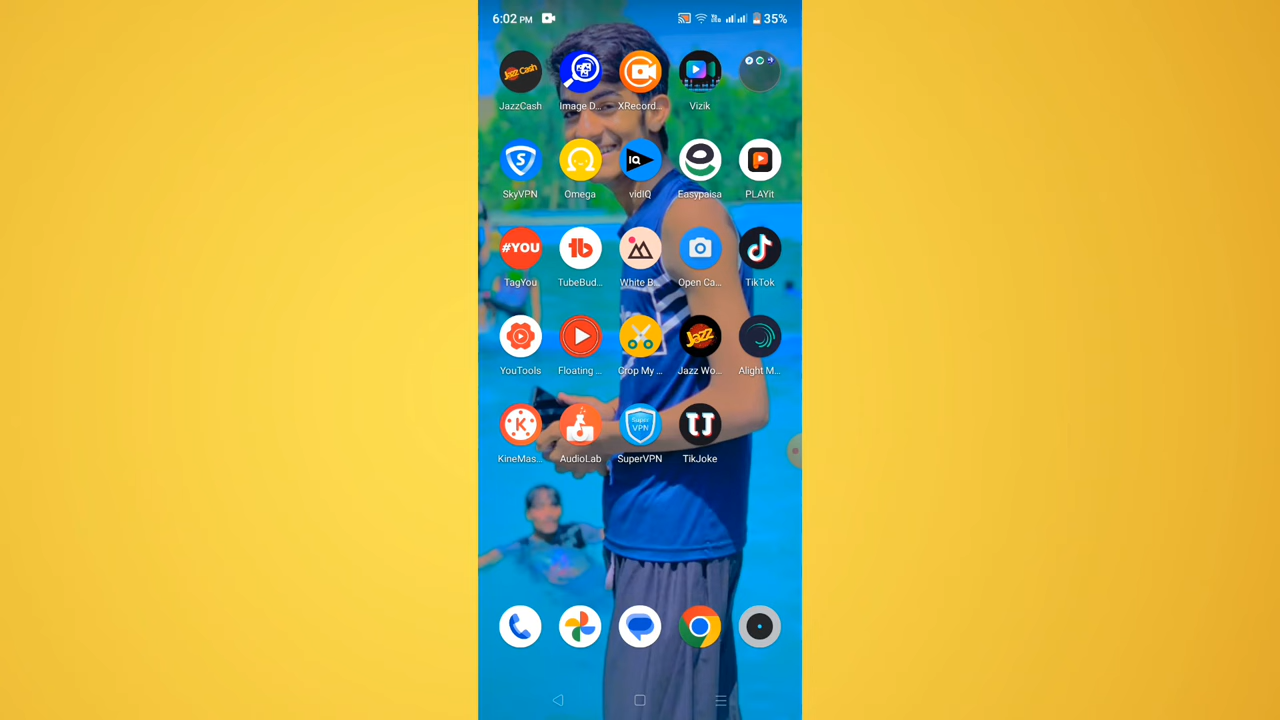 6:02 PM 35%
JazzCash Image D... XRecord.. Vizik
SkyVPN Omega vidIQ Easypaisa PLAYit
#YOU
TagYou TubeBud... White B... Open Ca... TikTok
YouTools Floating ... Crop My ... Jazz Wo... Alight M...
KineMas... AudioLab SuperVPN TikJoke